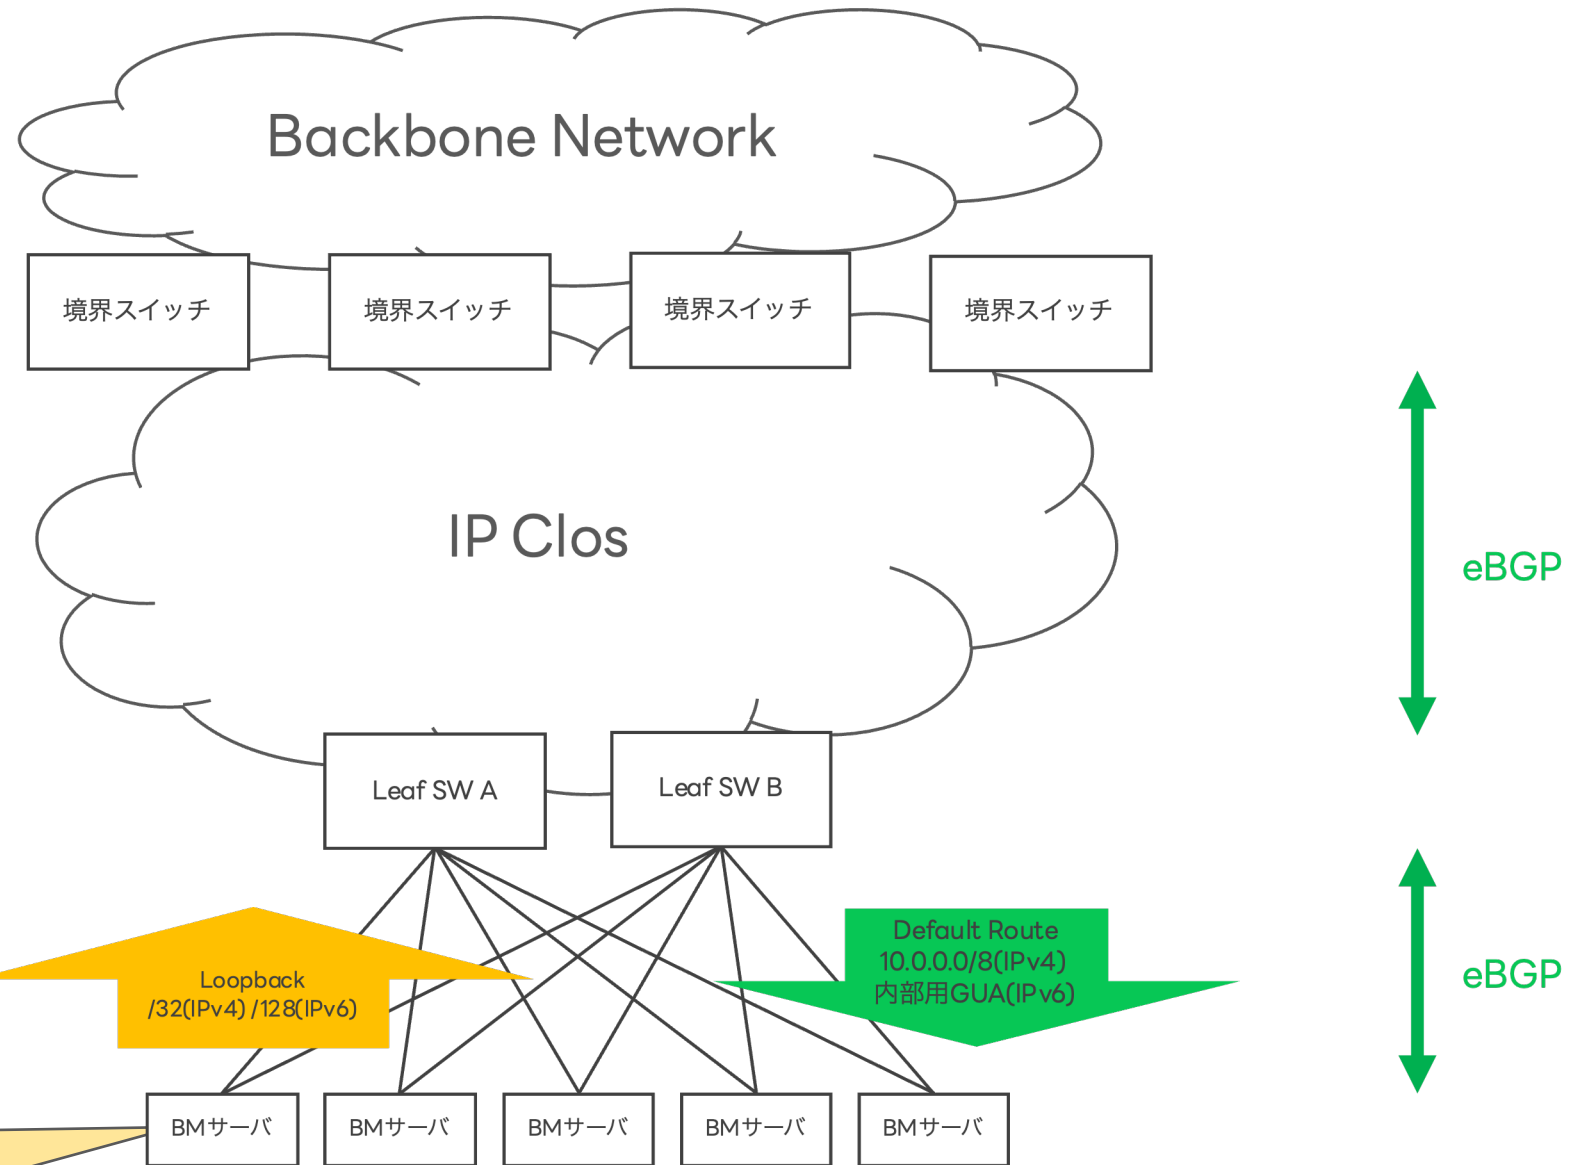 Backbone Network
境界スイッチ
境界スイッチ
境界スイッチ
境界スイッチ
IP Clos
eBGP
Leaf SW A
Leaf SW B
Loopback
/32(IPv4) /128(IPv6)
Default Route
10.0.0.0/8(IPv4)
内部用GUA(IPv6)
eBGP
BMサーバ
BMサーバ
BMサーバ
BMサーバ
BMサーバ